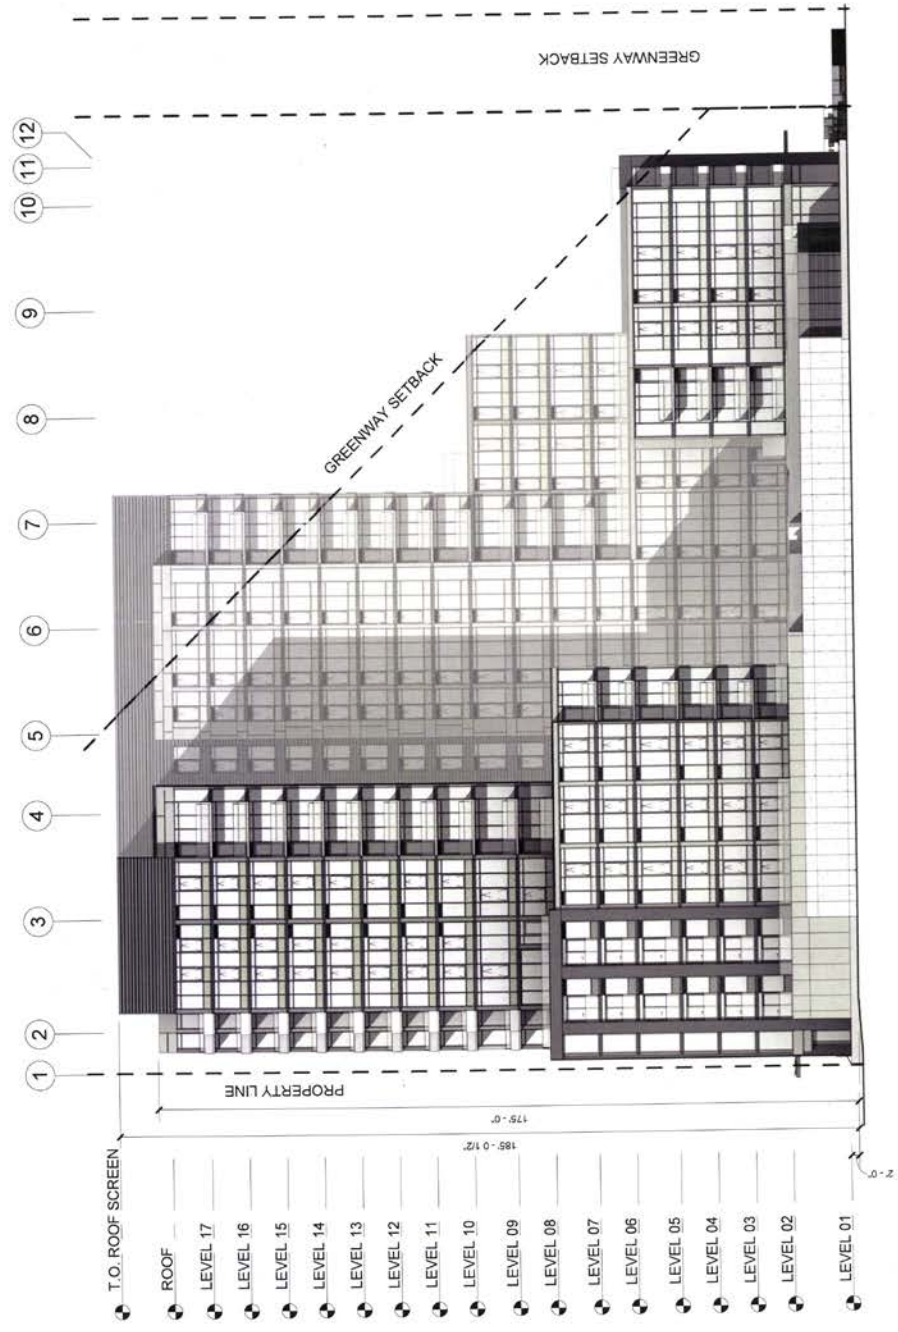 1
2
3
4
5
6
7
8
9
10
11
12
GREENWAY SETBACK
GREENWAY SETBACK
PROPERTY LINE
175' - 0"
185' - 0 1/2"
2' - 0"
T.O. ROOF SCREEN
ROOF
LEVEL 17
LEVEL 16
LEVEL 15
LEVEL 14
LEVEL 13
LEVEL 12
LEVEL 11
LEVEL 10
LEVEL 09
LEVEL 08
LEVEL 07
LEVEL 06
LEVEL 05
LEVEL 04
LEVEL 03
LEVEL 02
LEVEL 01